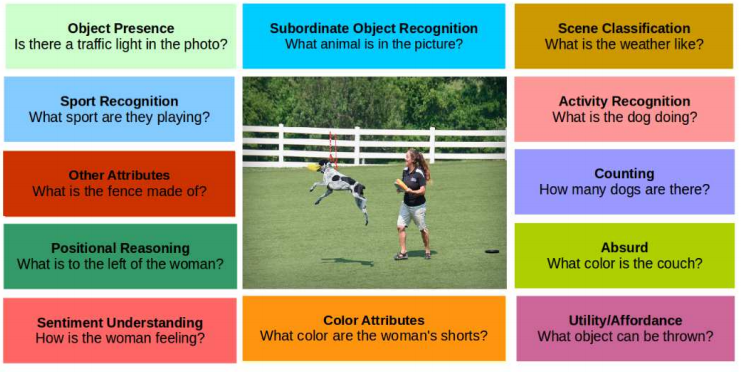 Object Presence
Is there a traffic light in the photo?
Subordinate Object Recognition
What animal is in the picture?
Scene Classification
What is the weather like?
Sport Recognition
What sport are they playing?
Activity Recognition
What is the dog doing?
Other Attributes
What is the fence made of?
Counting
How many dogs are there?
Positional Reasoning
What is to the left of the woman?
Absurd
What color is the couch?
Sentiment Understanding
How is the woman feeling?
Color Attributes
What color are the woman's shorts?
Utility/Affordance
What object can be thrown?